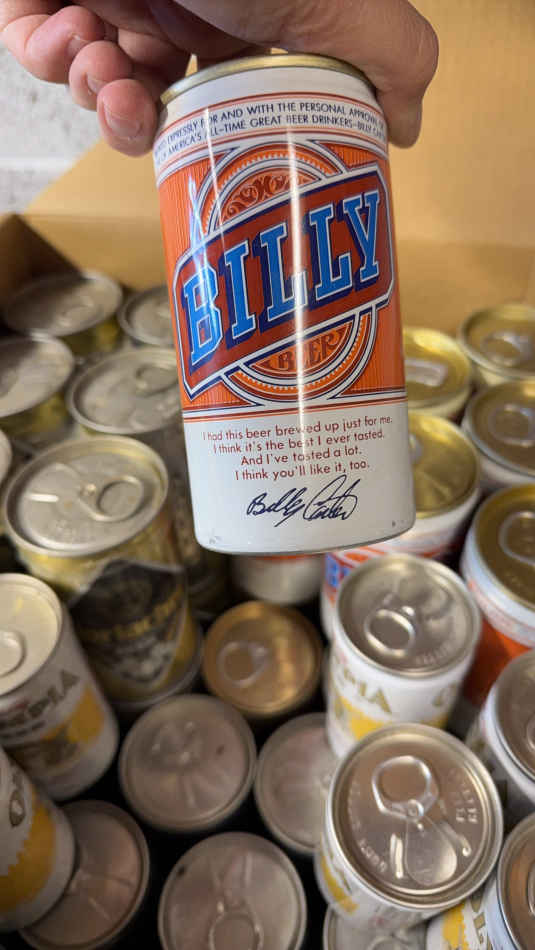 EXPRESSLY FOR AND WITH THE PERSONAL APPROVAL OF
OF AMERICA'S ALL-TIME GREAT BEER DRINKERS—BILLY
BILLY
BEER
I had this beer brewed up just for me.
I think it's the best I ever tasted.
And I've tasted a lot.
I think you'll like it, too.
Billy Carter